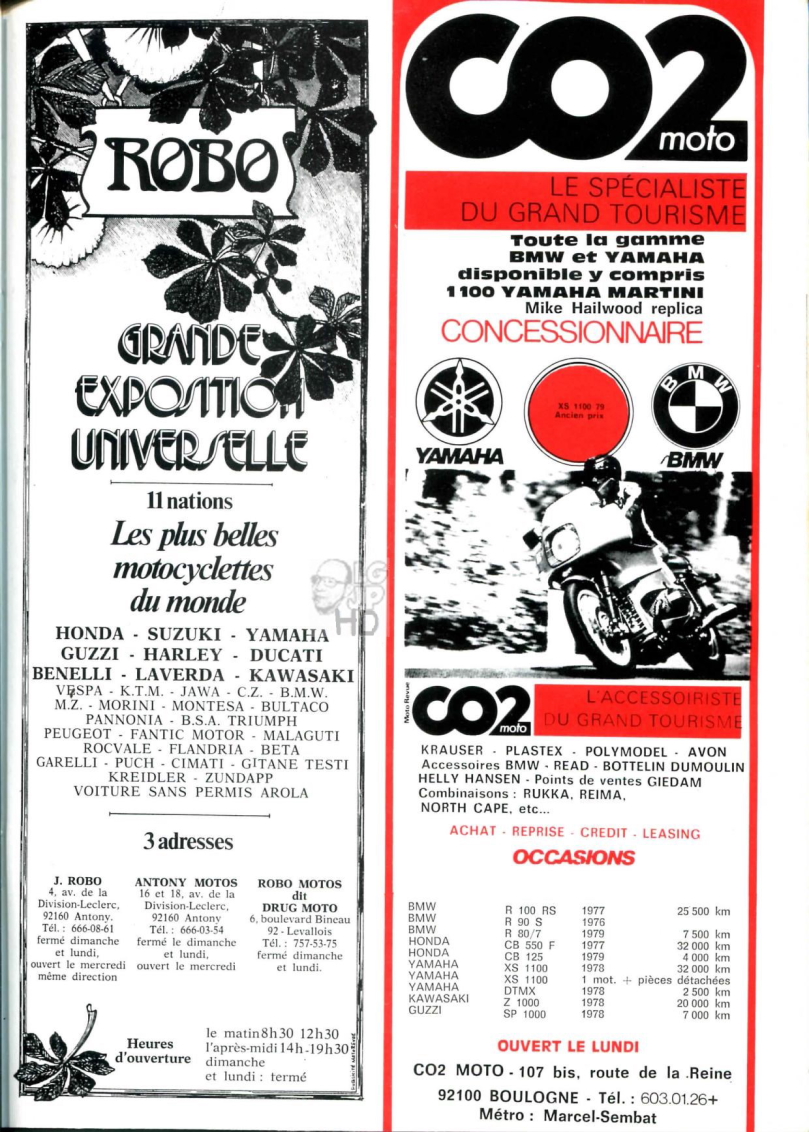 ROBO
GRANDE
EXPOSITION
UNIVERSELLE
11 nations
Les plus belles
motocyclettes
du monde
HONDA - SUZUKI - YAMAHA
GUZZI - HARLEY - DUCATI
BENELLI - LAVERDA - KAWASAKI
VESPA - K.T.M. - JAWA - C.Z. - B.M.W.
M.Z. - MORINI - MONTESA - BULTACO
PANNONIA - B.S.A. TRIUMPH
PEUGEOT - FANTIC MOTOR - MALAGUTI
ROCVALE - FLANDRIA - BETA
GARELLI - PUCH - CIMATI - GITANE TESTI
KREIDLER - ZUNDAPP
VOITURE SANS PERMIS AROLA
3 adresses
J. ROBO
4, av. de la
Division-Leclerc,
92160 Antony.
Tél. : 666-08-61
fermé dimanche
et lundi,
ouvert le mercredi
même direction
ANTONY MOTOS
16 et 18, av. de la
Division-Leclerc,
92160 Antony
Tél. : 666-03-54
fermé le dimanche
et lundi,
ouvert le mercredi
ROBO MOTOS
dit
DRUG MOTO
6, boulevard Bineau
92 - Levallois
Tél. : 757-53-75
fermé dimanche
et lundi.
Heures
d'ouverture
le matin 8h30 12h30
l'après-midi 14h-19h30
dimanche
et lundi : fermé
LG
JP
HD
CO2
moto
LE SPÉCIALISTE
DU GRAND TOURISME
Toute la gamme
BMW et YAMAHA
disponible y compris
1100 YAMAHA MARTINI
Mike Hailwood replica
CONCESSIONNAIRE
XS 1100 79
Ancien prix
BMW
YAMAHA
BMW
Moto Revue
CO2
moto
L'ACCESSOIRISTE
DU GRAND TOURISME
KRAUSER - PLASTEX - POLYMODEL - AVON
Accessoires BMW - READ - BOTTELIN DUMOULIN
HELLY HANSEN - Points de ventes GIEDAM
Combinaisons : RUKKA, REIMA,
NORTH CAPE, etc...
ACHAT - REPRISE - CREDIT - LEASING
OCCASIONS
BMW R 100 RS 1977 25 500 km
BMW R 90 S 1976
BMW R 80/7 1979 7 500 km
HONDA CB 550 F 1977 32 000 km
HONDA CB 125 1979 4 000 km
YAMAHA XS 1100 1978 32 000 km
YAMAHA XS 1100 1 mot. + pièces détachées
YAMAHA DTMX 1978 2 500 km
KAWASAKI Z 1000 1978 20 000 km
GUZZI SP 1000 1978 7 000 km
OUVERT LE LUNDI
CO2 MOTO - 107 bis, route de la Reine
92100 BOULOGNE - Tél. : 603.01.26+
Métro : Marcel-Sembat